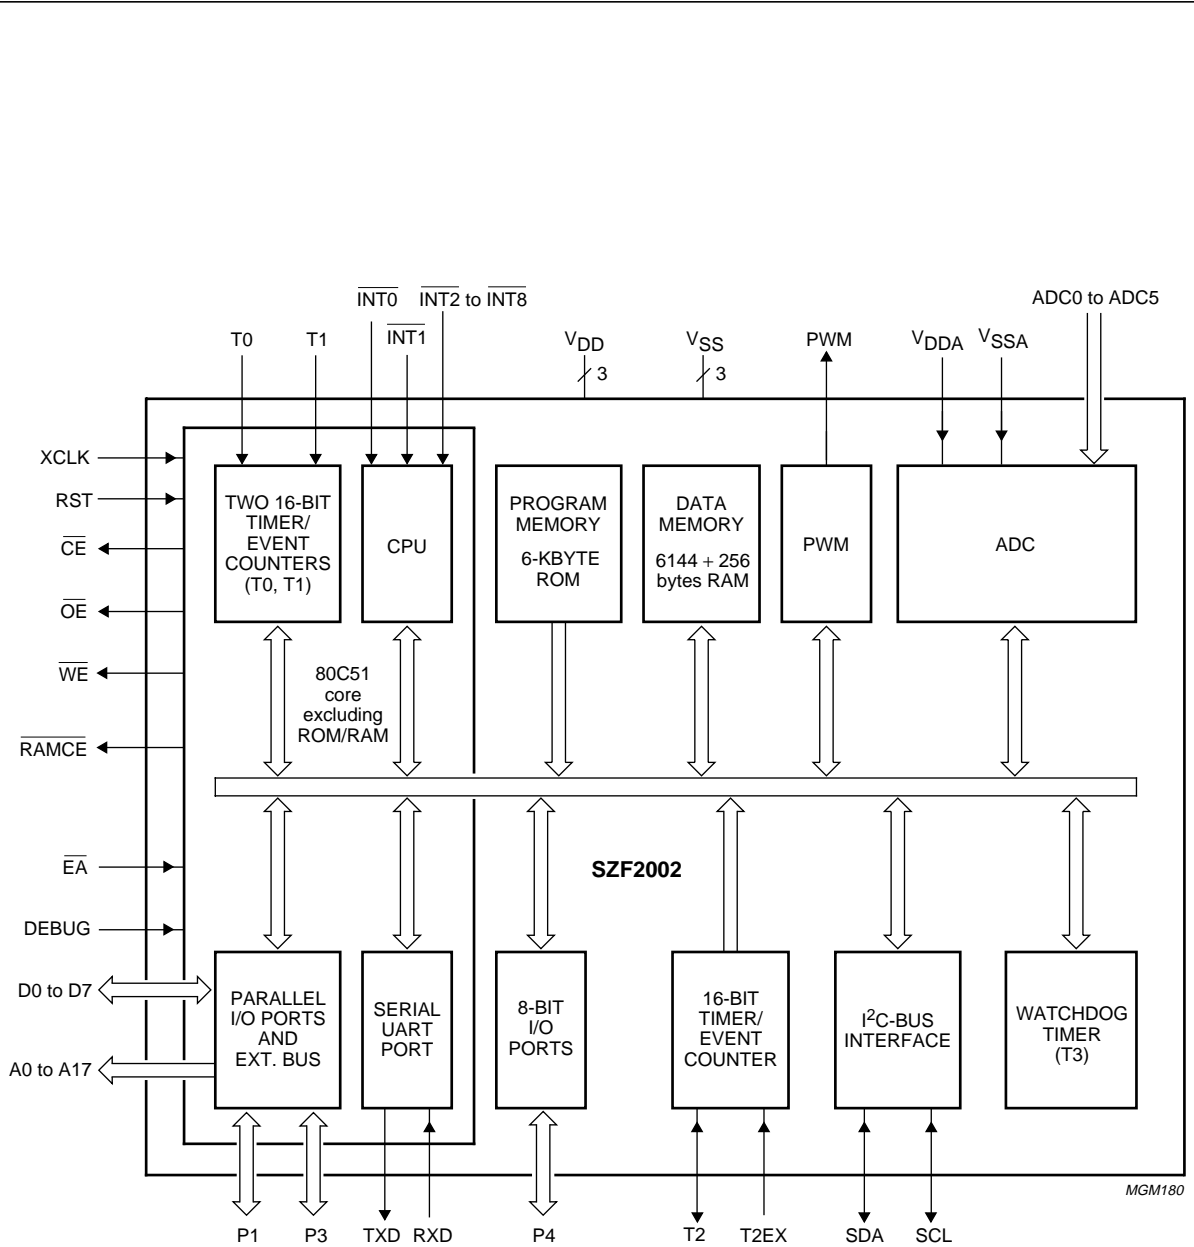 INT0
INT2 to INT8
ADC0 to ADC5
T0
T1
INT1
VDD
VSS
PWM
VDDA
VSSA
3
3
XCLK
RST
CE
OE
WE
RAMCE
EA
DEBUG
D0 to D7
A0 to A17
TWO 16-BIT
TIMER/
EVENT
COUNTERS
(T0, T1)
CPU
PROGRAM
MEMORY
6-KBYTE
ROM
DATA
MEMORY
6144 + 256
bytes RAM
PWM
ADC
80C51
core
excluding
ROM/RAM
SZF2002
PARALLEL
I/O PORTS
AND
EXT. BUS
SERIAL
UART
PORT
8-BIT
I/O
PORTS
16-BIT
TIMER/
EVENT
COUNTER
I2C-BUS
INTERFACE
WATCHDOG
TIMER
(T3)
MGM180
P1
P3
TXD
RXD
P4
T2
T2EX
SDA
SCL